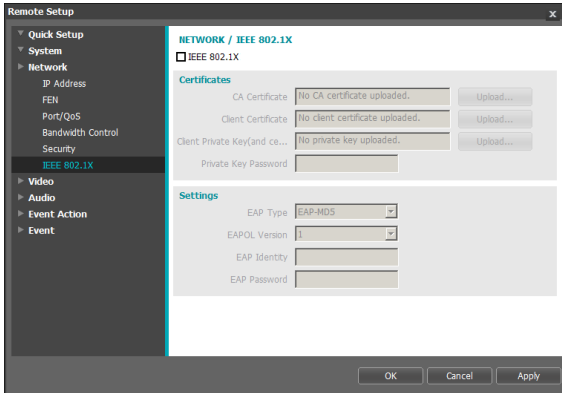 Remote Setup
x
Quick Setup
System
Network
IP Address
FEN
Port/QoS
Bandwidth Control
Security
IEEE 802.1X
Video
Audio
Event Action
Event
NETWORK / IEEE 802.1X
IEEE 802.1X
Certificates
CA Certificate No CA certificate uploaded. Upload...
Client Certificate No client certificate uploaded. Upload...
Client Private Key(and ce... No private key uploaded. Upload...
Private Key Password
Settings
EAP Type EAP-MD5
EAPOL Version 1
EAP Identity
EAP Password
OK Cancel Apply